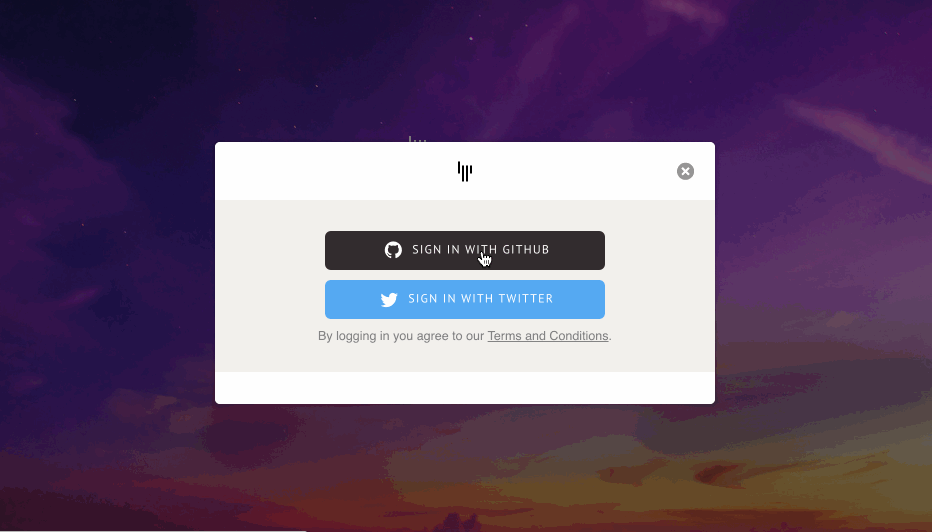 SIGN IN WITH GITHUB
SIGN IN WITH TWITTER
By logging in you agree to our Terms and Conditions.